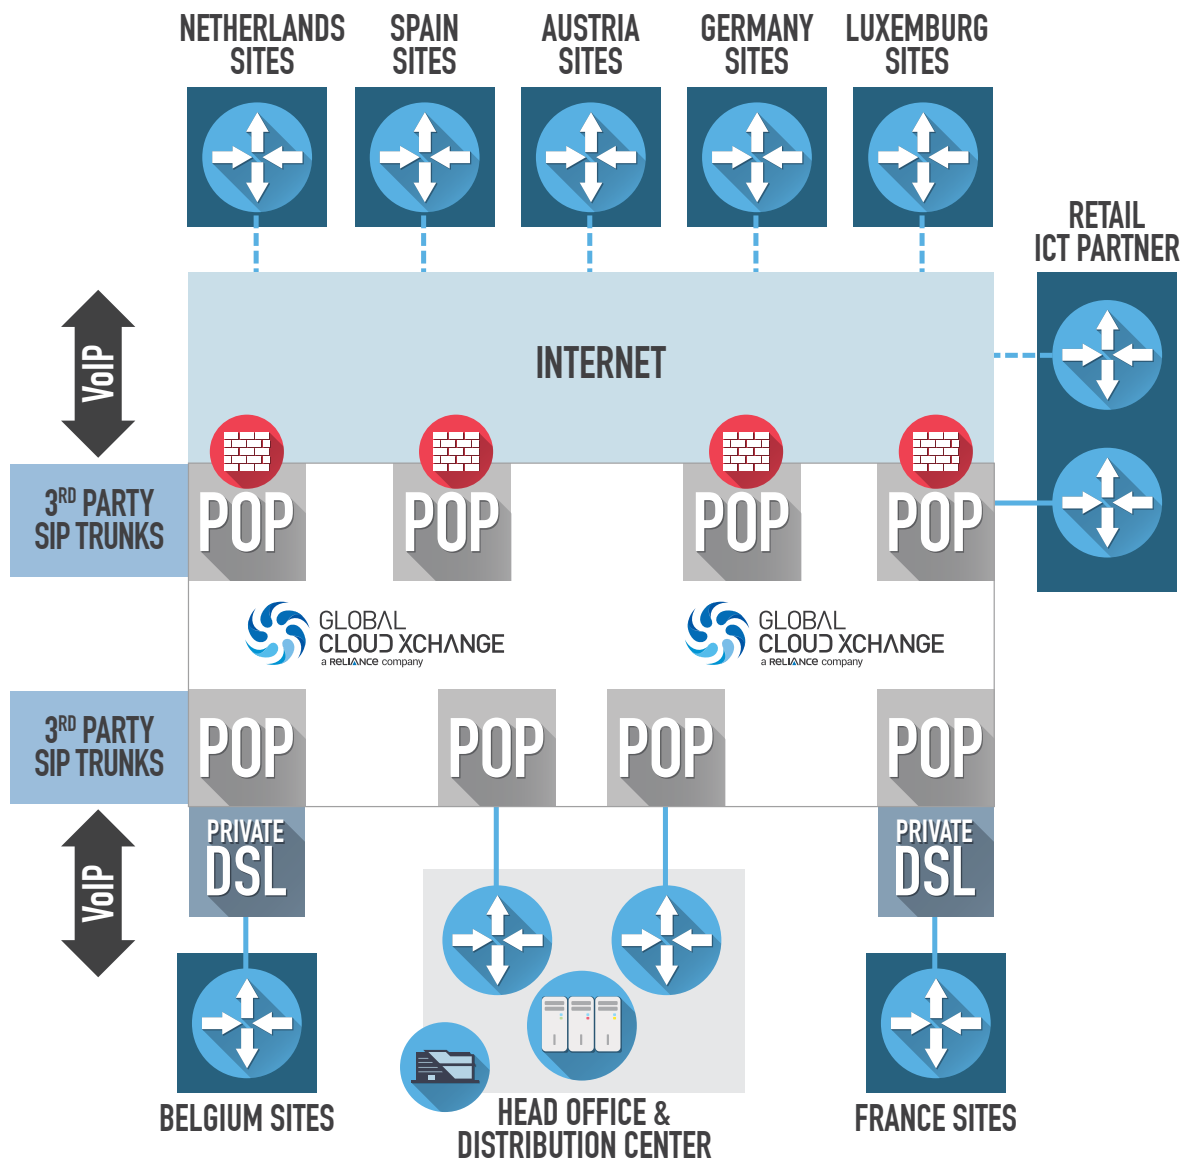 NETHERLANDS
SITES
SPAIN
SITES
AUSTRIA
SITES
GERMANY
SITES
LUXEMBURG
SITES
RETAIL
ICT PARTNER
VoIP
INTERNET
3RD PARTY
SIP TRUNKS
POP
POP
POP
POP
GLOBAL
CLOUD XCHANGE
a RELIANCE company
GLOBAL
CLOUD XCHANGE
a RELIANCE company
3RD PARTY
SIP TRUNKS
POP
POP
POP
POP
VoIP
PRIVATE
DSL
PRIVATE
DSL
BELGIUM SITES
HEAD OFFICE &
DISTRIBUTION CENTER
FRANCE SITES